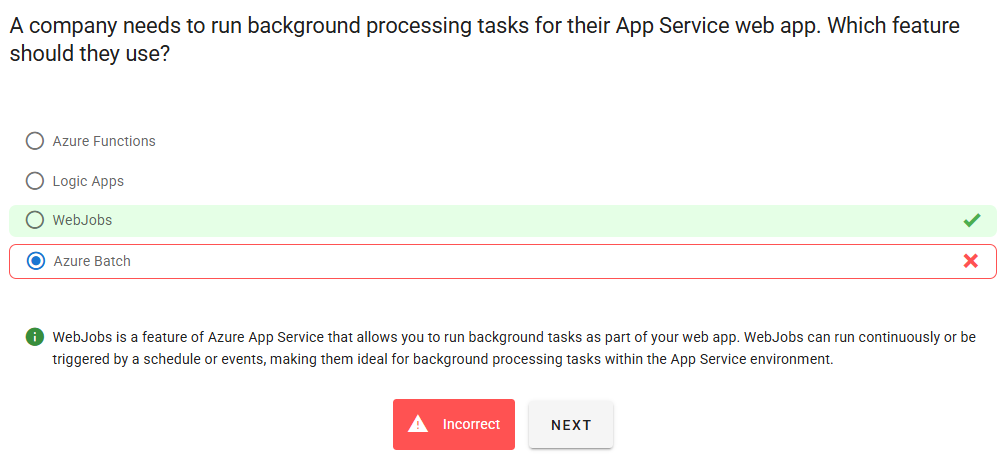 A company needs to run background processing tasks for their App Service web app. Which feature
should they use?
Azure Functions
Logic Apps
WebJobs
Azure Batch
WebJobs is a feature of Azure App Service that allows you to run background tasks as part of your web app. WebJobs can run continuously or be
triggered by a schedule or events, making them ideal for background processing tasks within the App Service environment.
Incorrect
NEXT